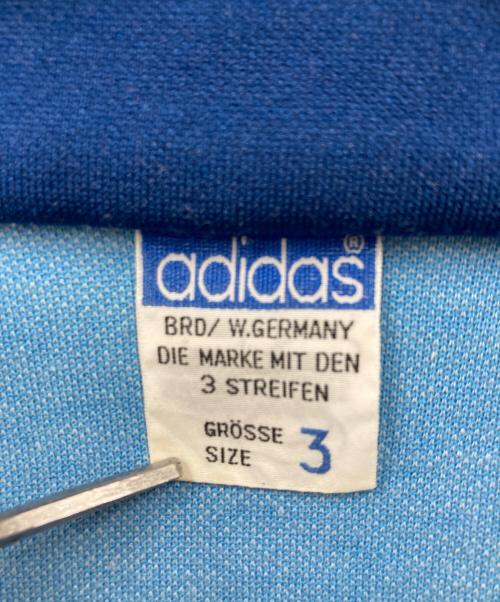 adidas®
BRD/ W.GERMANY
DIE MARKE MIT DEN
3 STREIFEN
GRÖSSE
SIZE 3